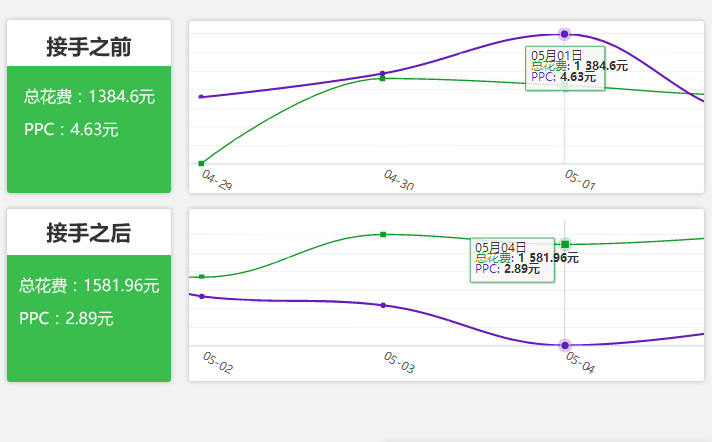 接手之前
总花费：1384.6元
PPC：4.63元
05月01日
总花费: 1 384.6元
PPC: 4.63元
04-29
04-30
05-01
接手之后
总花费：1581.96元
PPC：2.89元
05月04日
总花费: 1 581.96元
PPC: 2.89元
05-02
05-03
05-04